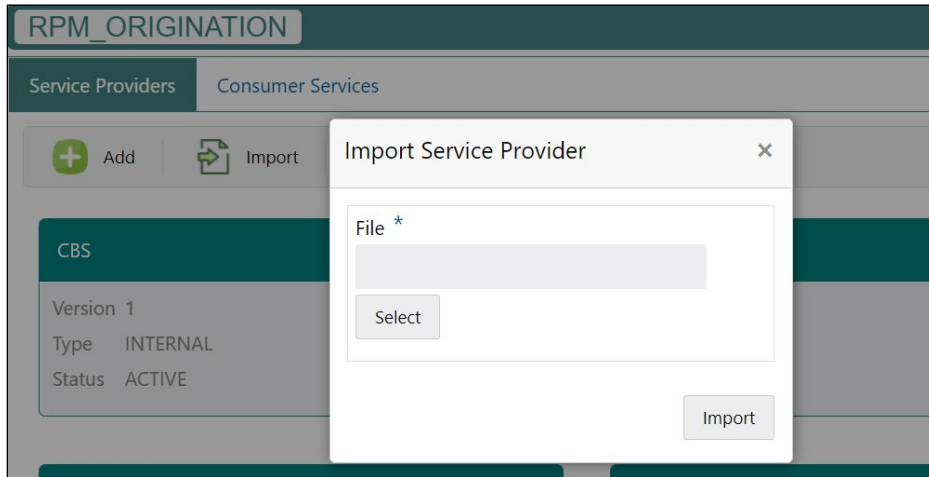 RPM_ORIGINATION
Service Providers Consumer Services
Add Import
Import Service Provider ×
File *
Select
Import
CBS
Version 1
Type INTERNAL
Status ACTIVE